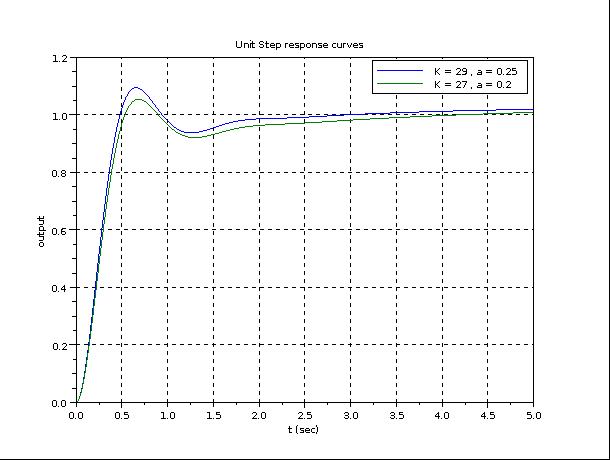 Unit Step response curves
K = 29 , a = 0.25
K = 27 , a = 0.2
1.2
1.0
0.8
0.6
0.4
0.2
0.0
output
0.0 0.5 1.0 1.5 2.0 2.5 3.0 3.5 4.0 4.5 5.0
t (sec)